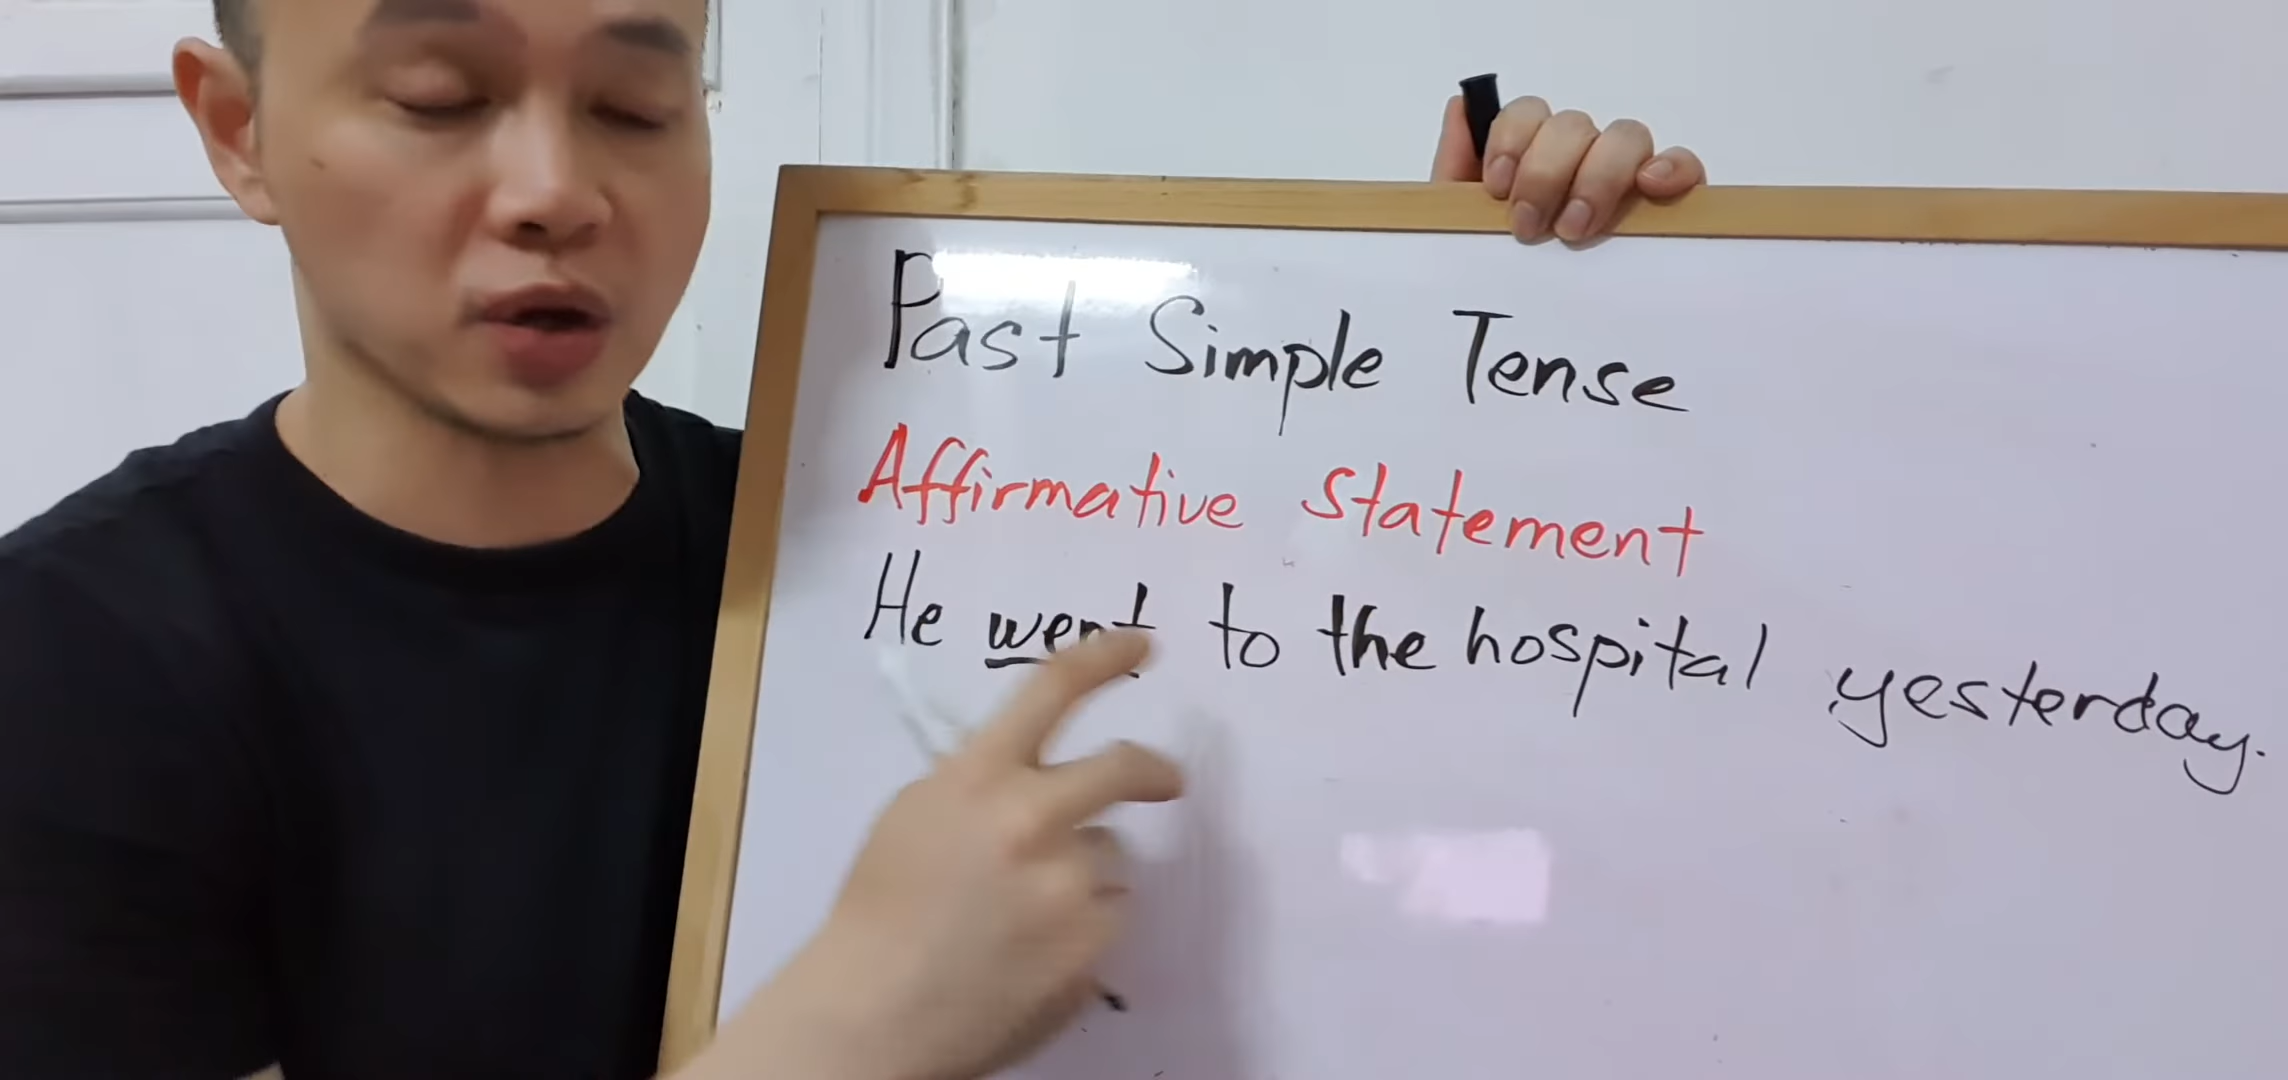 Past Simple Tense
Affirmative Statement
He went to the hospital yesterday.